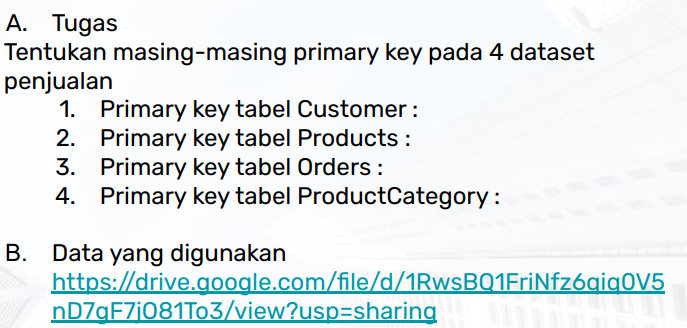 A. Tugas
Tentukan masing-masing primary key pada 4 dataset
penjualan
1. Primary key tabel Customer :
2. Primary key tabel Products :
3. Primary key tabel Orders :
4. Primary key tabel ProductCategory :
B. Data yang digunakan
https://drive.google.com/file/d/1RwsBQ1FriNfz6qiq0V5
nD7gF7jO81To3/view?usp=sharing